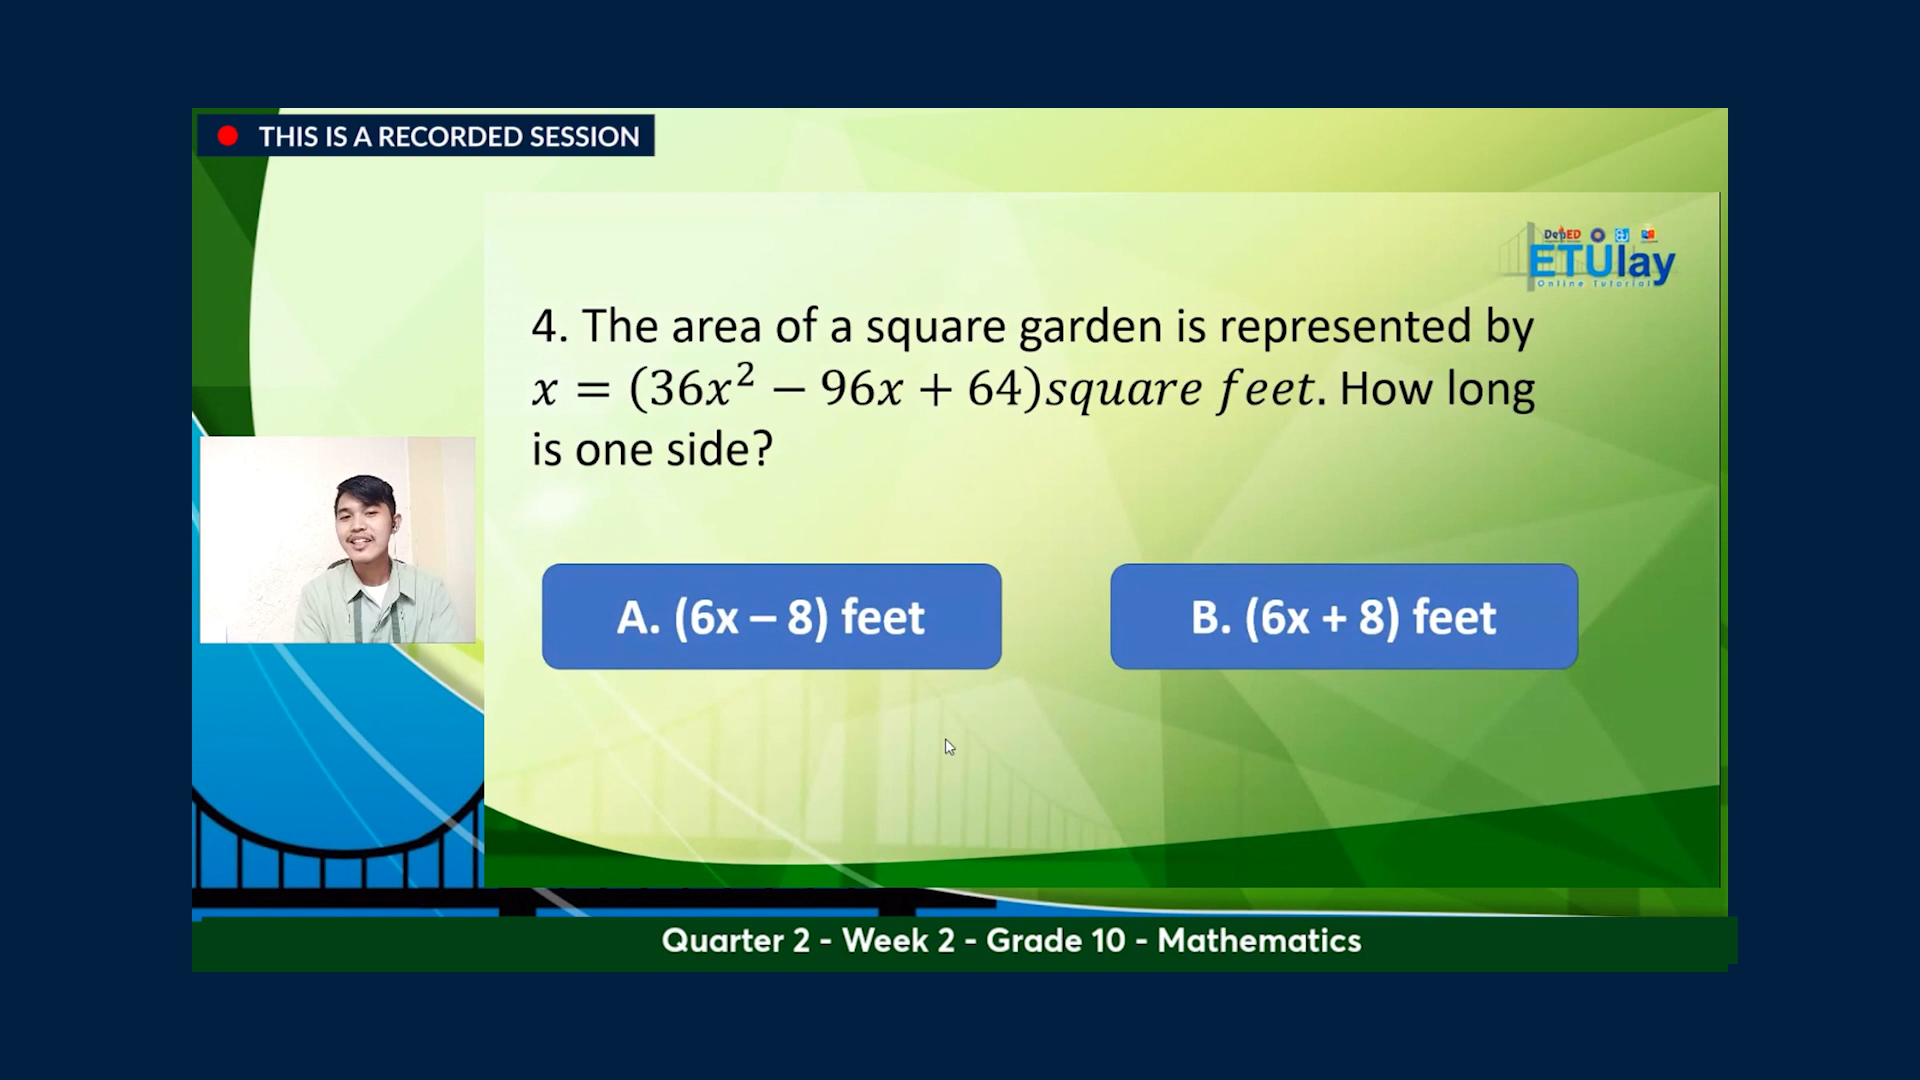 THIS IS A RECORDED SESSION
DepED
ETUlay
Online Tutorial
4. The area of a square garden is represented by
x = (36x² − 96x + 64)square feet. How long
is one side?
A. (6x – 8) feet
B. (6x + 8) feet
Quarter 2 - Week 2 - Grade 10 - Mathematics